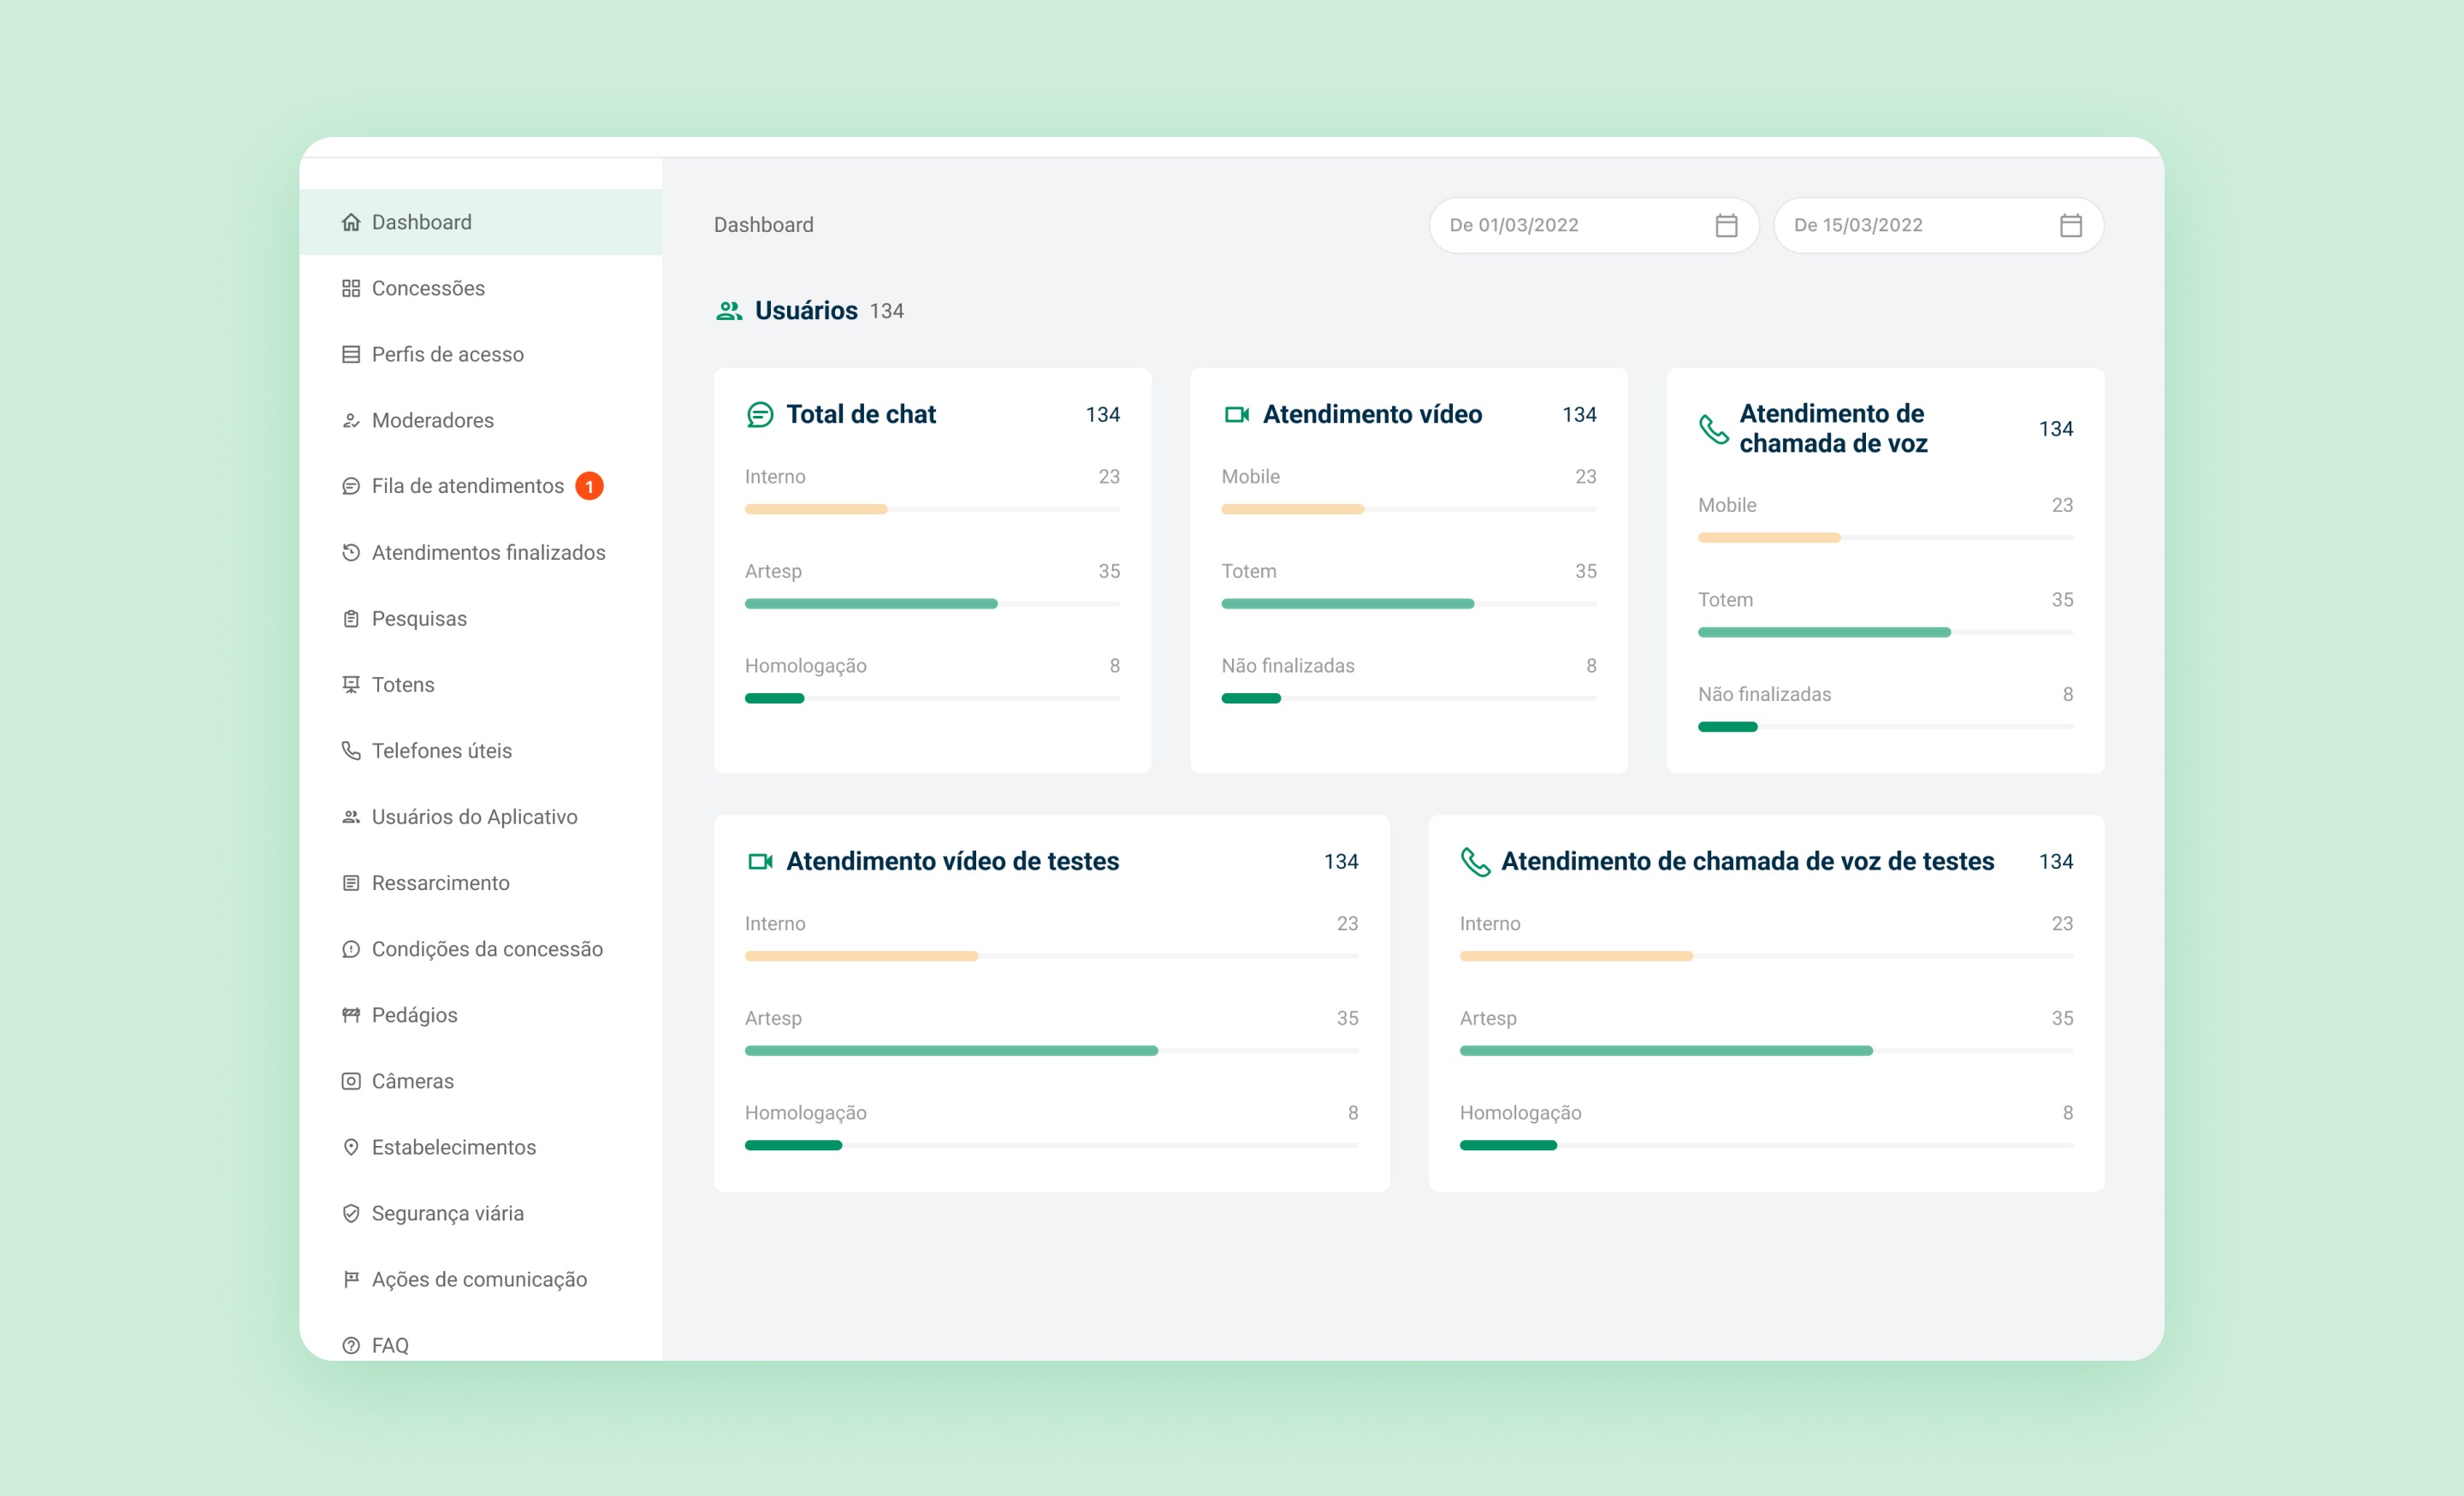 Dashboard
Concessões
Perfis de acesso
Moderadores
Fila de atendimentos 1
Atendimentos finalizados
Pesquisas
Totens
Telefones úteis
Usuários do Aplicativo
Ressarcimento
Condições da concessão
Pedágios
Câmeras
Estabelecimentos
Segurança viária
Ações de comunicação
FAQ
Dashboard
De 01/03/2022
De 15/03/2022
Usuários 134
Total de chat 134
Interno 23
Artesp 35
Homologação 8
Atendimento vídeo 134
Mobile 23
Totem 35
Não finalizadas 8
Atendimento de
chamada de voz 134
Mobile 23
Totem 35
Não finalizadas 8
Atendimento vídeo de testes 134
Interno 23
Artesp 35
Homologação 8
Atendimento de chamada de voz de testes 134
Interno 23
Artesp 35
Homologação 8